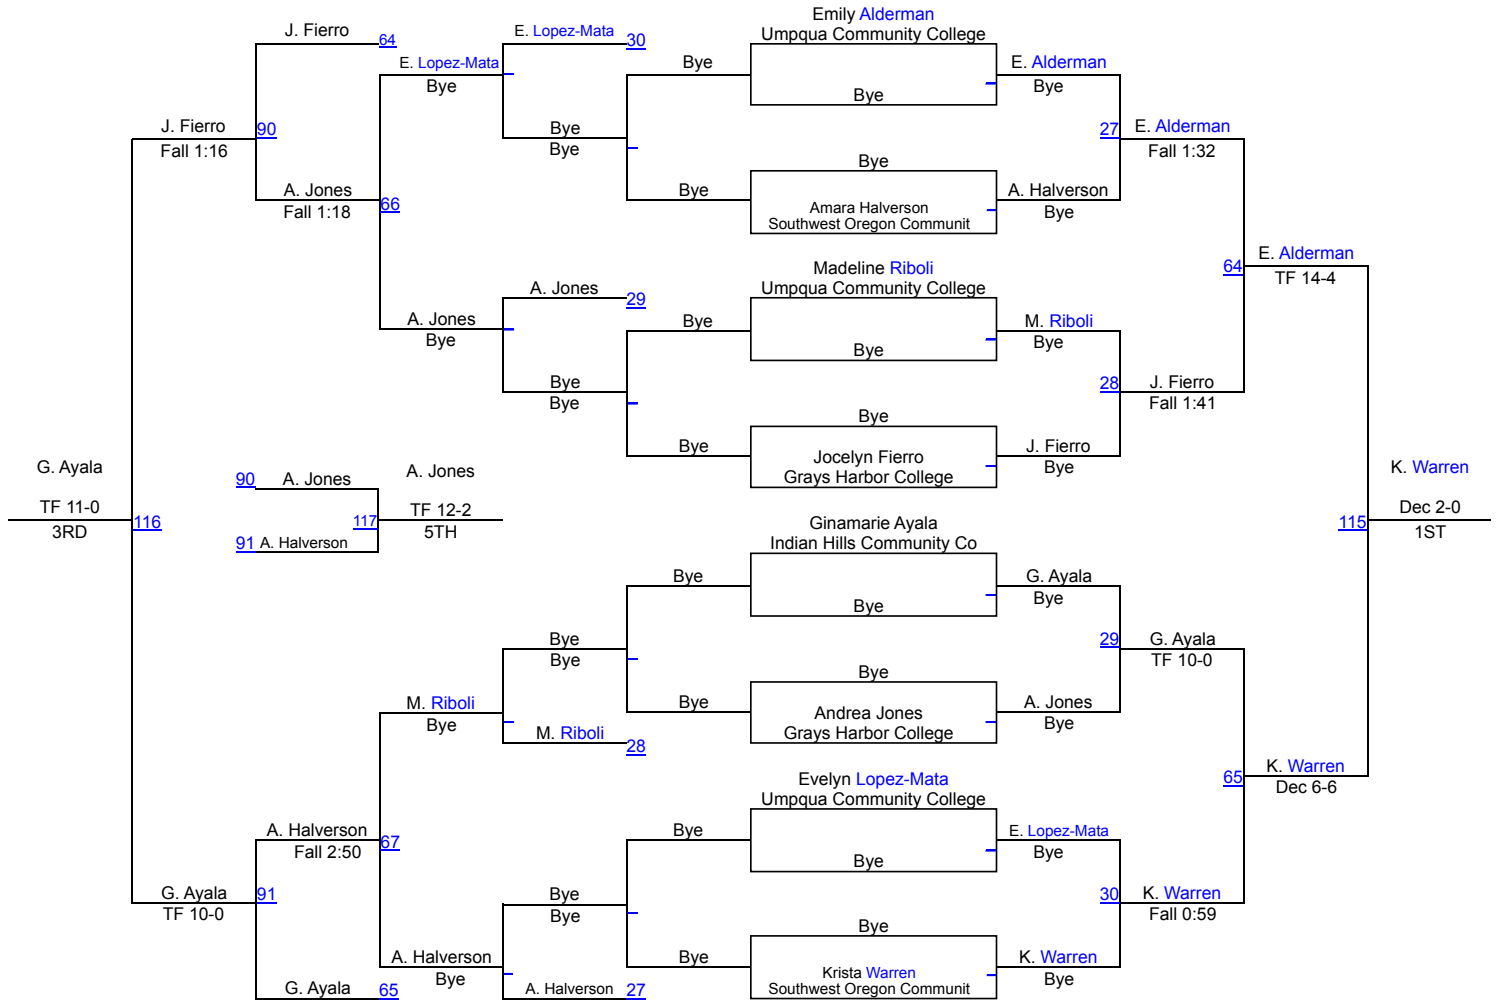 Emily Alderman
Umpqua Community College
J. Fierro
64
E. Lopez-Mata
30
E. Lopez-Mata
Bye
Bye
E. Alderman
Bye
Bye
Bye
J. Fierro
90
Bye
Bye
27
E. Alderman
Fall 1:16
Fall 1:32
Bye
A. Jones
Bye
A. Halverson
Fall 1:18
66
Amara Halverson
Southwest Oregon Communit
Bye
E. Alderman
Madeline Riboli
64
TF 14-4
Umpqua Community College
A. Jones
29
A. Jones
Bye
M. Riboli
Bye
Bye
Bye
Bye
Bye
28
J. Fierro
Fall 1:41
Bye
Bye
Jocelyn Fierro
Grays Harbor College
J. Fierro
Bye
G. Ayala
A. Jones
K. Warren
90
A. Jones
TF 11-0
TF 12-2
Dec 2-0
116
117
115
3RD
5TH
1ST
91
A. Halverson
Ginamarie Ayala
Indian Hills Community Co
Bye
G. Ayala
Bye
Bye
Bye
Bye
29
G. Ayala
TF 10-0
Bye
M. Riboli
Bye
Bye
A. Jones
Bye
Andrea Jones
Grays Harbor College
M. Riboli
28
K. Warren
65
Dec 6-6
Evelyn Lopez-Mata
Umpqua Community College
A. Halverson
Bye
E. Lopez-Mata
Fall 2:50
67
Bye
Bye
G. Ayala
91
Bye
Bye
30
K. Warren
TF 10-0
Fall 0:59
Bye
A. Halverson
Bye
Bye
K. Warren
Bye
Krista Warren
Southwest Oregon Communit
G. Ayala
65
A. Halverson
27